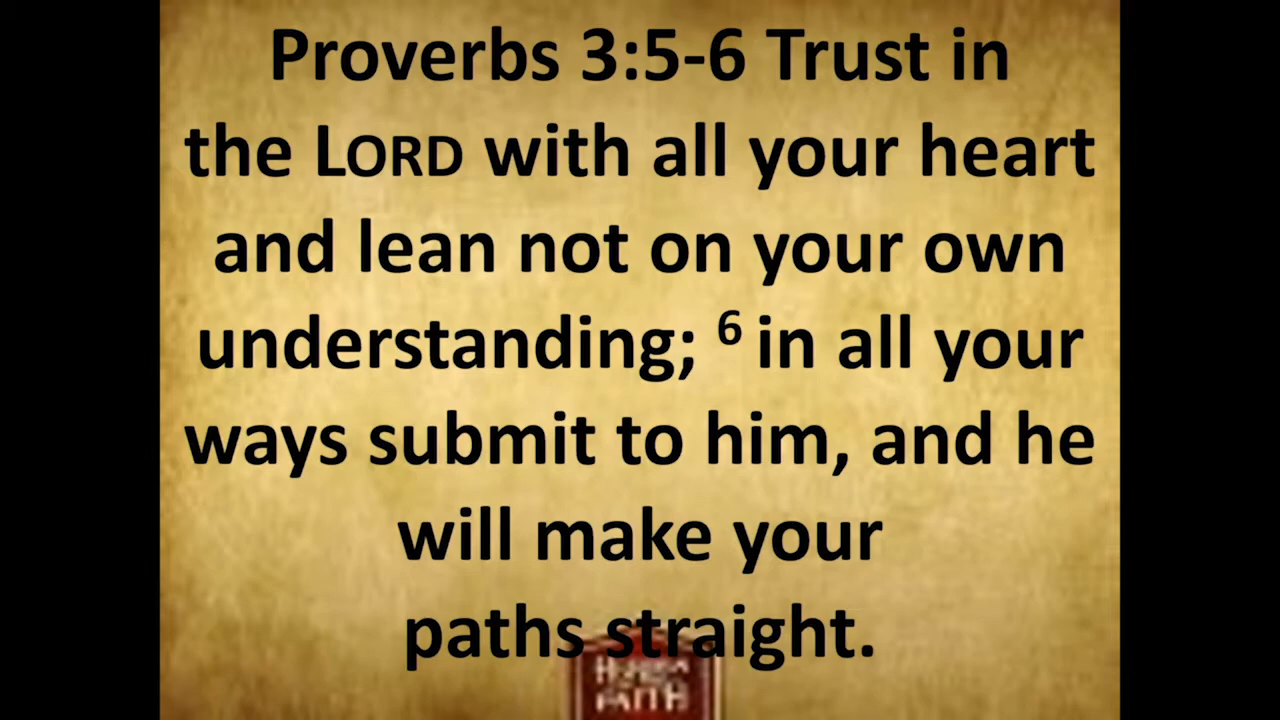 Proverbs 3:5-6 Trust in
the LORD with all your heart
and lean not on your own
understanding; ⁶ in all your
ways submit to him, and he
will make your
paths straight.
FAITH